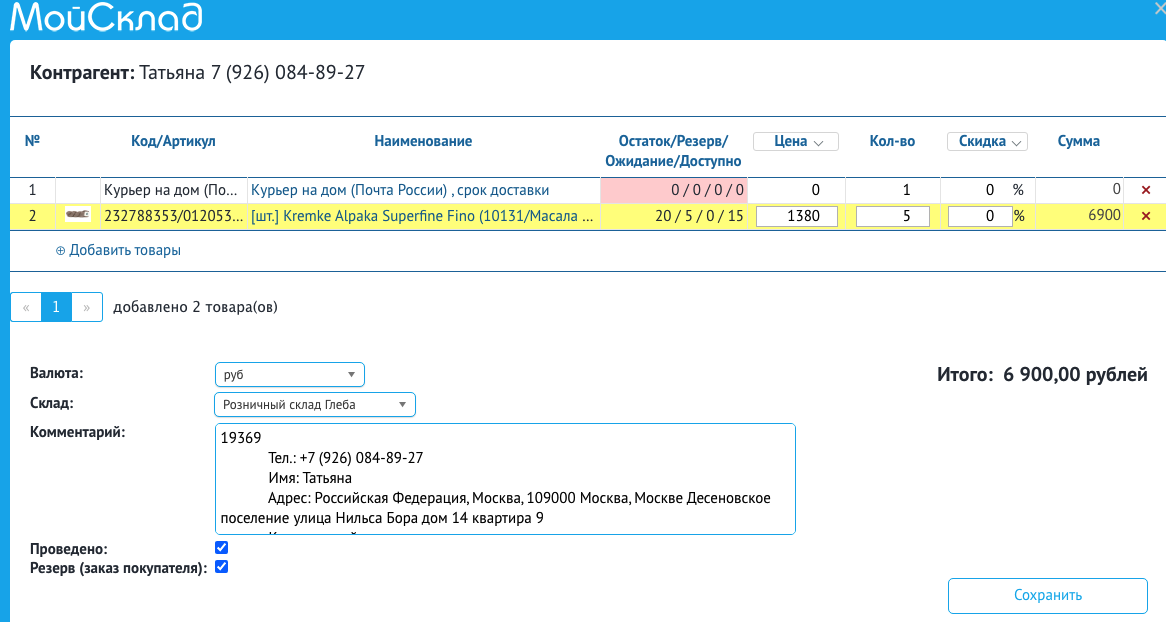 МойСклад
Контрагент: Татьяна 7 (926) 084-89-27
№ Код/Артикул Наименование Остаток/Резерв/ Ожидание/Доступно Цена Кол-во Скидка Сумма
1 Курьер на дом (По... Курьер на дом (Почта России) , срок доставки 0 / 0 / 0 / 0 0 1 0 % 0
2 232788353/012053... [шт.] Kremke Alpaka Superfine Fino (10131/Масала ... 20 / 5 / 0 / 15 1380 5 0 % 6900
Добавить товары
« 1 » добавлено 2 товара(ов)
Валюта: руб Итого: 6 900,00 рублей
Склад: Розничный склад Глеба
Комментарий: 19369
Тел.: +7 (926) 084-89-27
Имя: Татьяна
Адрес: Российская Федерация, Москва, 109000 Москва, Москве Десеновское
поселение улица Нильса Бора дом 14 квартира 9
Проведено:
Резерв (заказ покупателя):
Сохранить